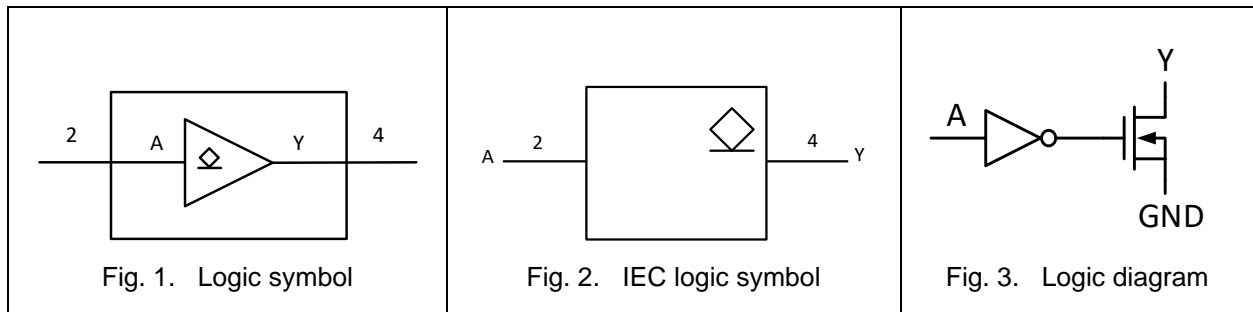 2 A Y 4
Fig. 1. Logic symbol
A 2 4 Y
Fig. 2. IEC logic symbol
Y
A
GND
Fig. 3. Logic diagram